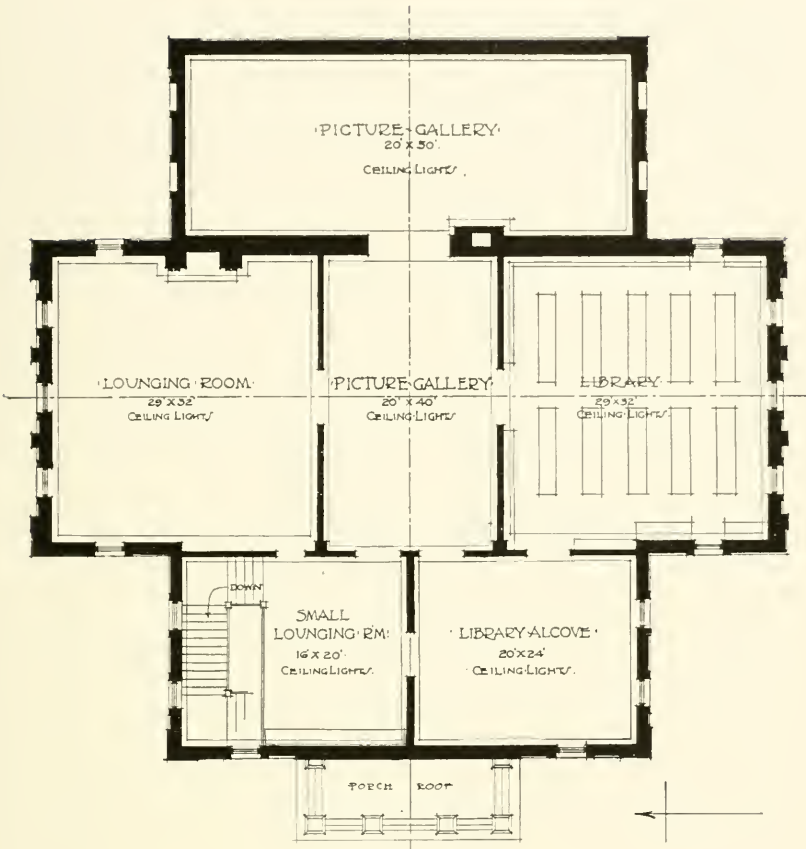 PICTURE GALLERY
20' X 50'.
CEILING LIGHTS.
LOUNGING ROOM
29' X 32'
CEILING LIGHTS
PICTURE GALLERY
20' X 40'
CEILING LIGHTS
LIBRARY
29' X 32'
CEILING LIGHTS.
DOWN
SMALL
LOUNGING R'M.
16' X 20'.
CEILING LIGHTS.
LIBRARY ALCOVE
20' X 24'
CEILING LIGHTS.
PORCH ROOF